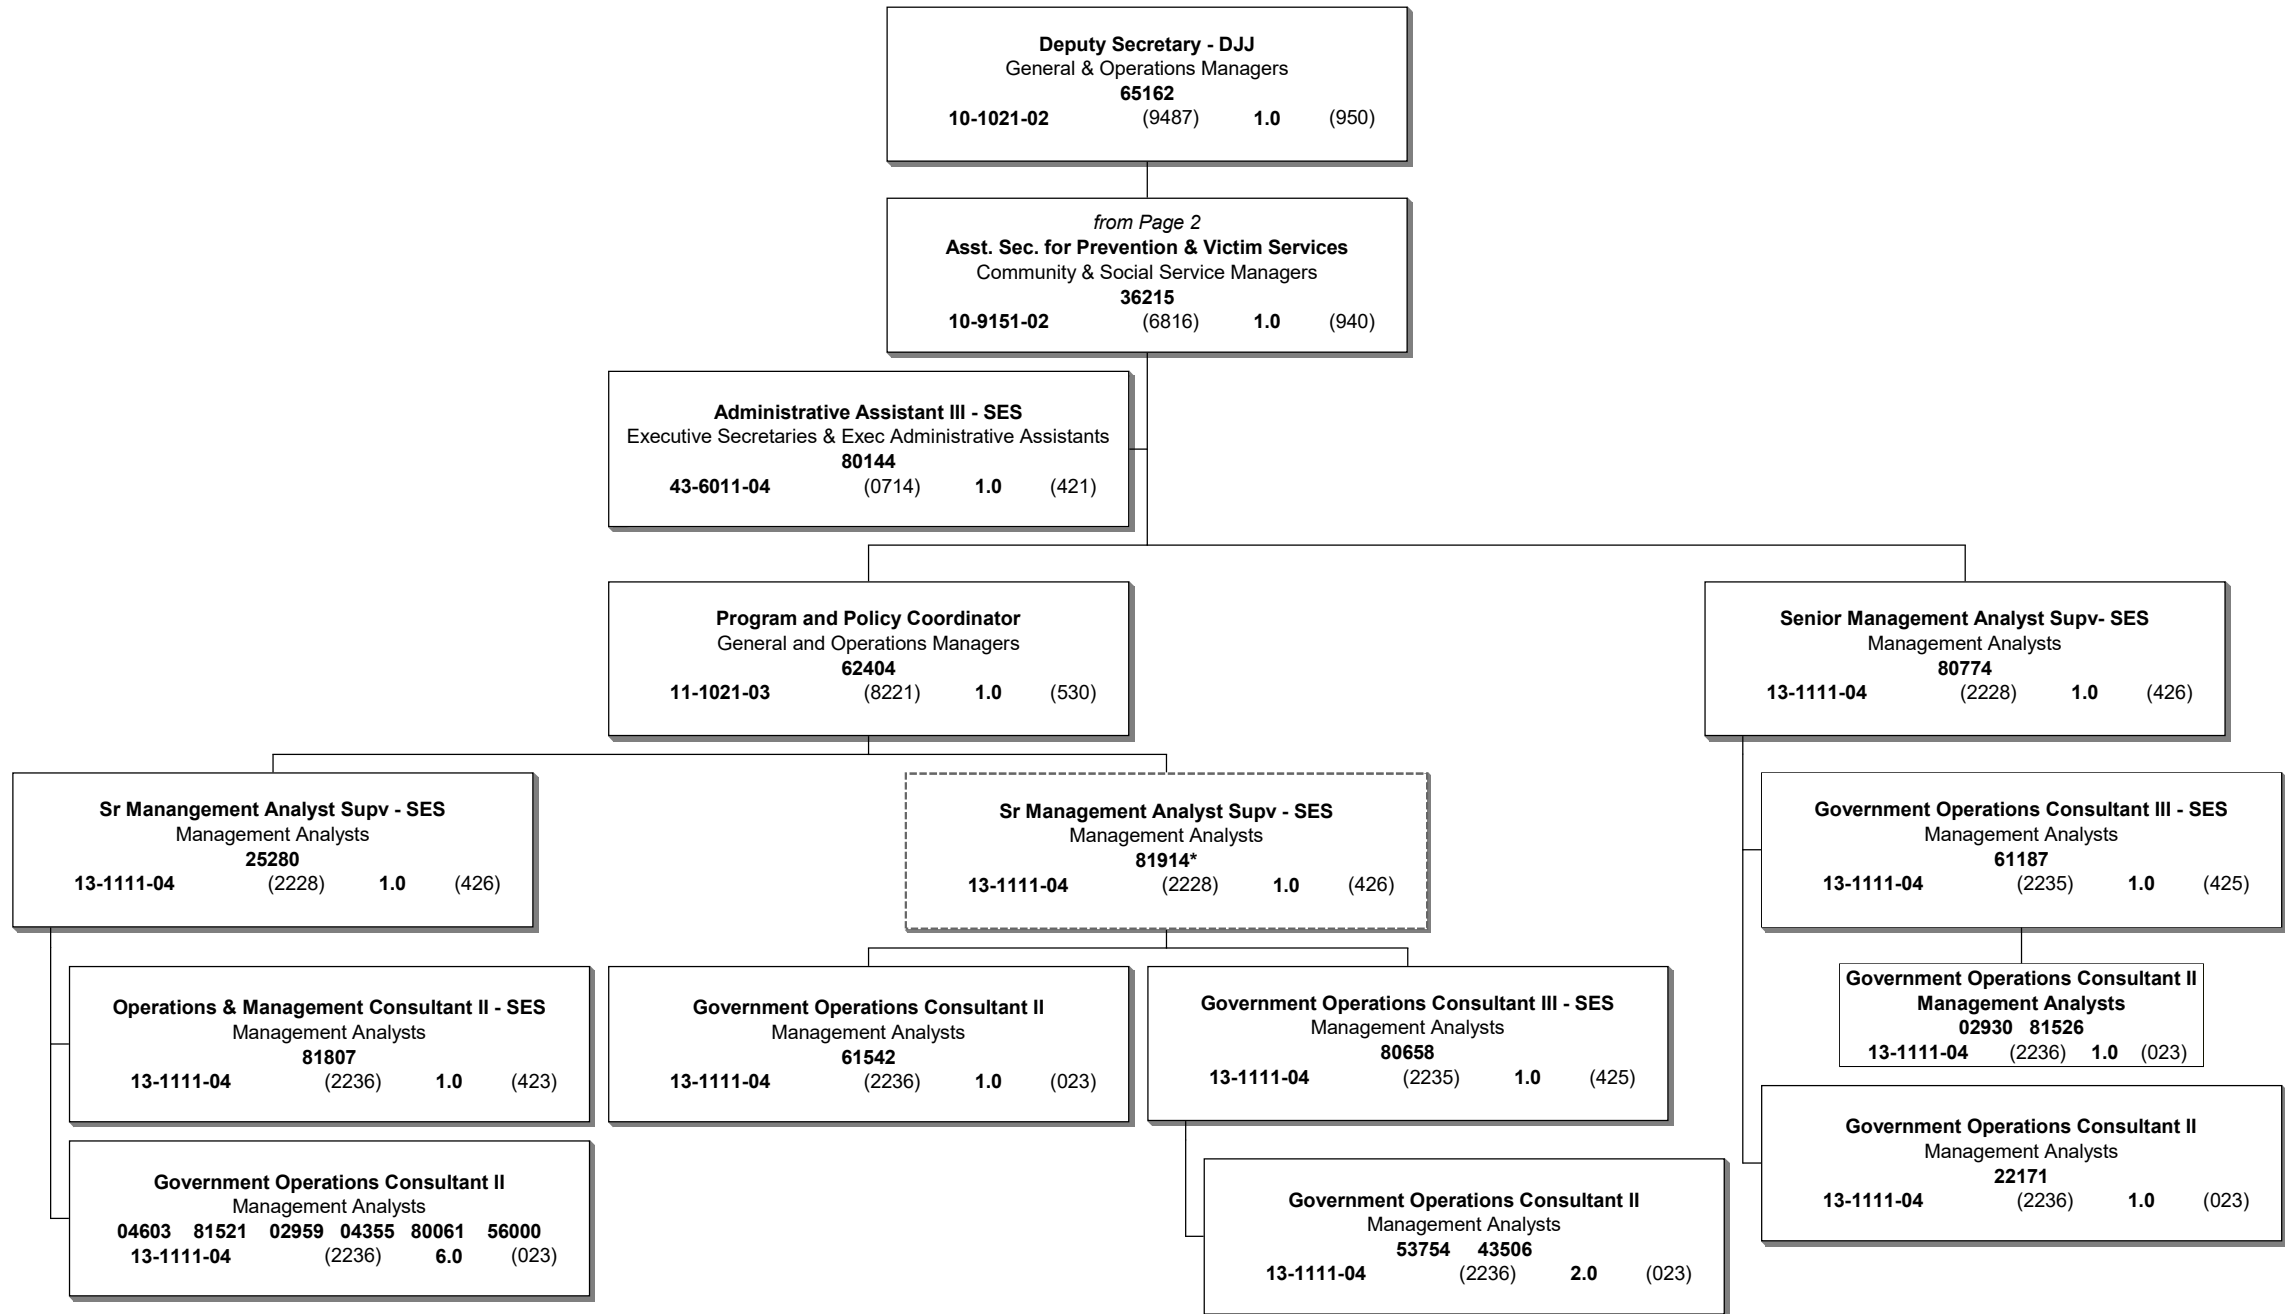 Deputy Secretary - DJJ
General & Operations Managers
65162
10-1021-02 (9487) 1.0 (950)
from Page 2
Asst. Sec. for Prevention & Victim Services
Community & Social Service Managers
36215
10-9151-02 (6816) 1.0 (940)
Administrative Assistant III - SES
Executive Secretaries & Exec Administrative Assistants
80144
43-6011-04 (0714) 1.0 (421)
Program and Policy Coordinator
General and Operations Managers
62404
11-1021-03 (8221) 1.0 (530)
Senior Management Analyst Supv- SES
Management Analysts
80774
13-1111-04 (2228) 1.0 (426)
Sr Manangement Analyst Supv - SES
Management Analysts
25280
13-1111-04 (2228) 1.0 (426)
Sr Management Analyst Supv - SES
Management Analysts
81914*
13-1111-04 (2228) 1.0 (426)
Government Operations Consultant III - SES
Management Analysts
61187
13-1111-04 (2235) 1.0 (425)
Operations & Management Consultant II - SES
Management Analysts
81807
13-1111-04 (2236) 1.0 (423)
Government Operations Consultant II
Management Analysts
61542
13-1111-04 (2236) 1.0 (023)
Government Operations Consultant III - SES
Management Analysts
80658
13-1111-04 (2235) 1.0 (425)
Government Operations Consultant II
Management Analysts
02930 81526
13-1111-04 (2236) 1.0 (023)
Government Operations Consultant II
Management Analysts
04603 81521 02959 04355 80061 56000
13-1111-04 (2236) 6.0 (023)
Government Operations Consultant II
Management Analysts
53754 43506
13-1111-04 (2236) 2.0 (023)
Government Operations Consultant II
Management Analysts
22171
13-1111-04 (2236) 1.0 (023)